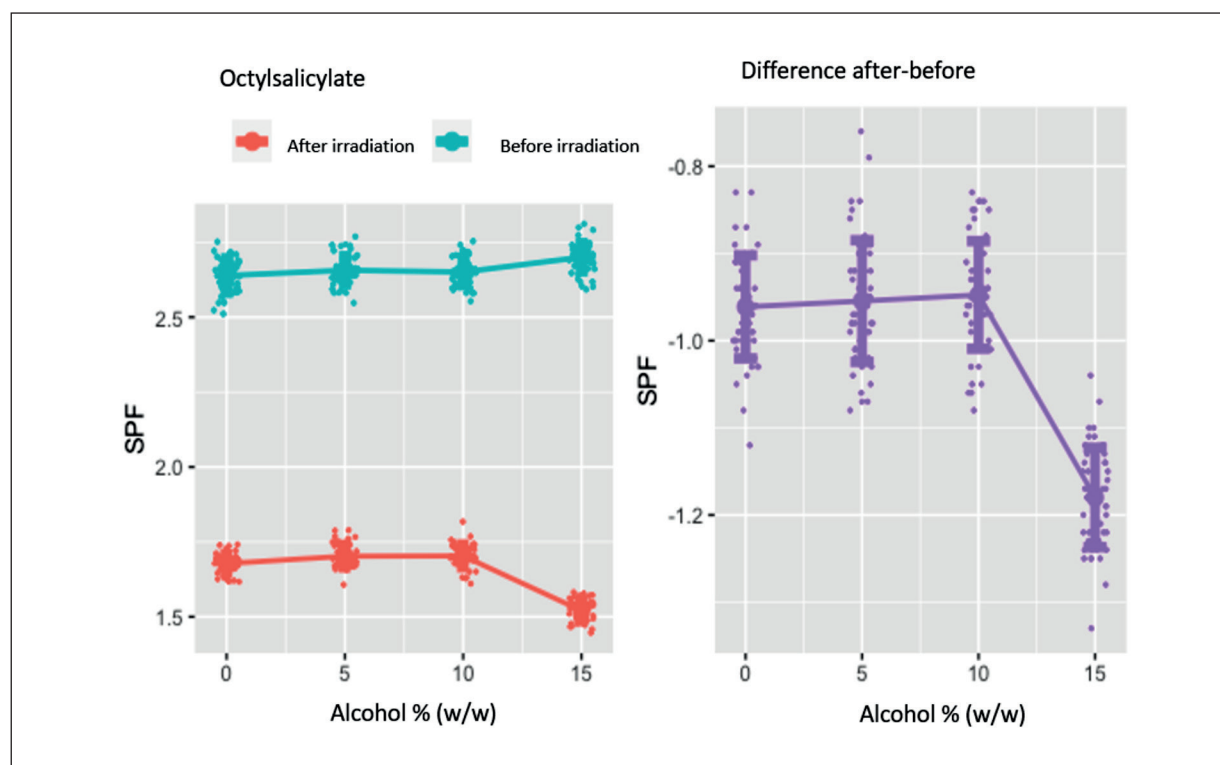 Octylsalicylate
After irradiation
Before irradiation
SPF
2.5
2.0
1.5
0
5
10
15
Alcohol % (w/w)
Difference after-before
SPF
-0.8
-1.0
-1.2
0
5
10
15
Alcohol % (w/w)